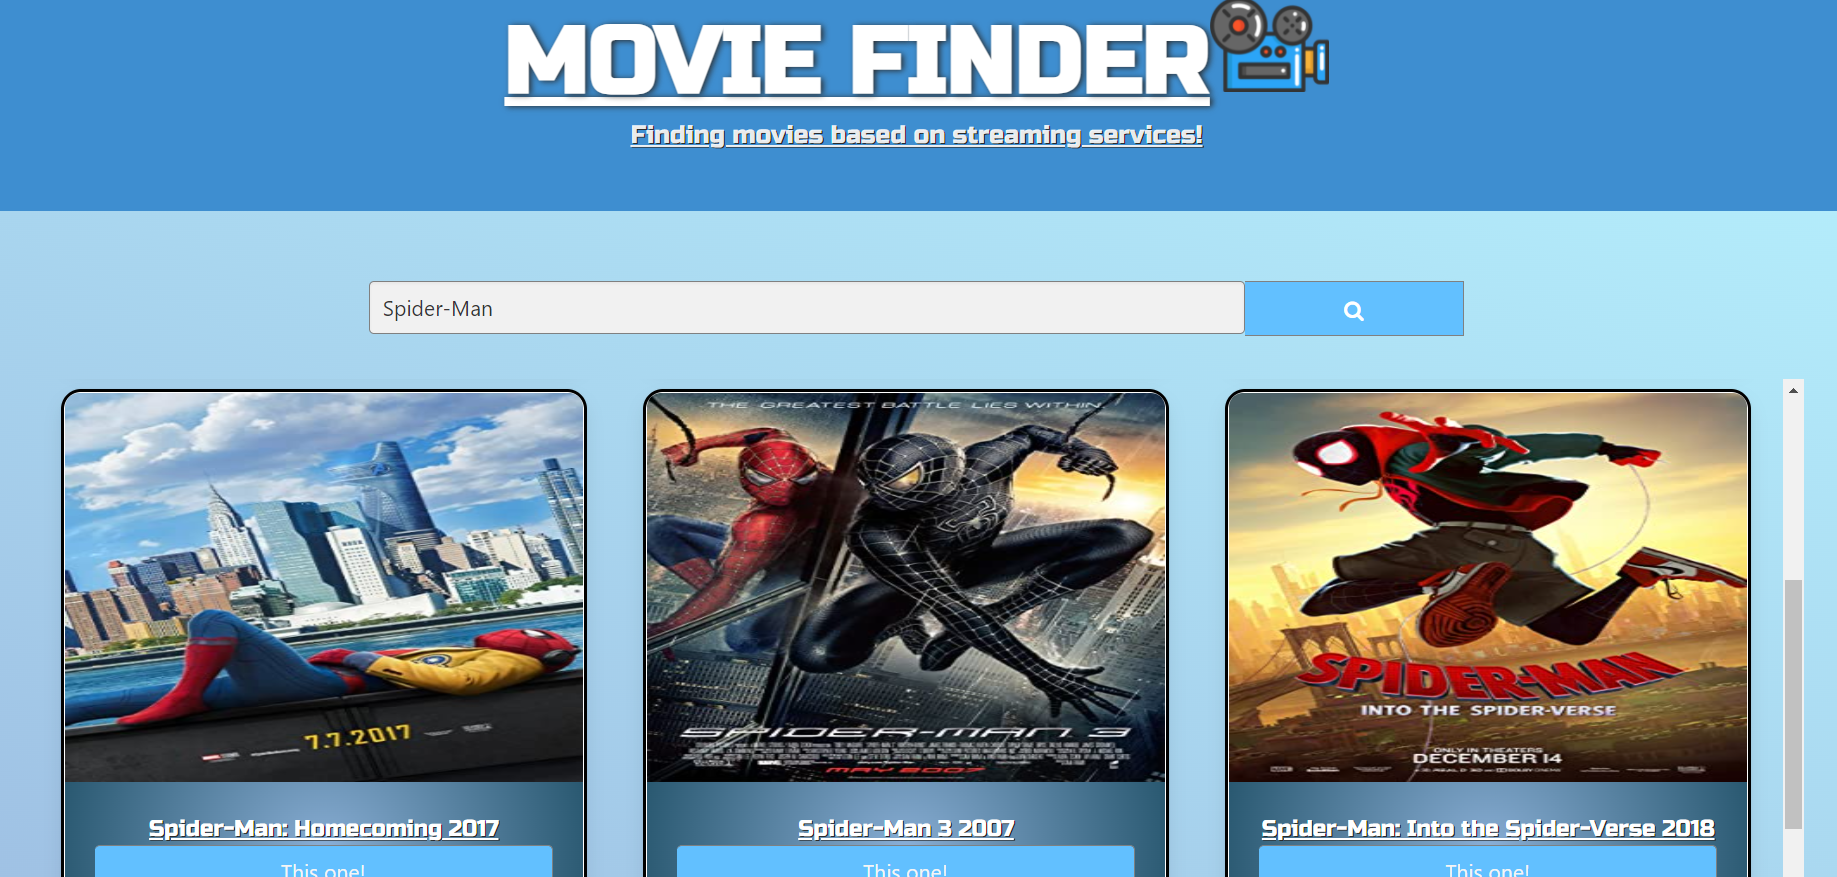 MOVIE FINDER
Finding movies based on streaming services!
Spider-Man
THE GREATEST BATTLE LIES WITHIN
7.7.2017
SPIDER-MAN 3
MAY 2007
SPIDER-MAN
INTO THE SPIDER-VERSE
ONLY IN THEATERS
DECEMBER 14
Spider-Man: Homecoming 2017
Spider-Man 3 2007
Spider-Man: Into the Spider-Verse 2018
This one!
This one!
This one!